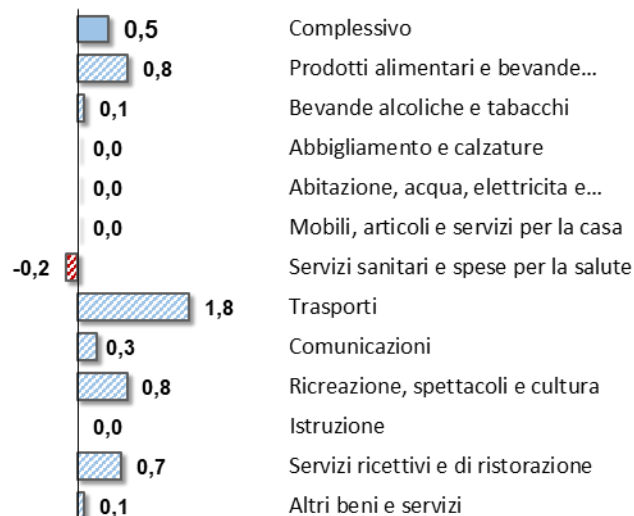 0,5 Complessivo
0,8 Prodotti alimentari e bevande...
0,1 Bevande alcoliche e tabacchi
0,0 Abbigliamento e calzature
0,0 Abitazione, acqua, elettricita e...
0,0 Mobili, articoli e servizi per la casa
-0,2 Servizi sanitari e spese per la salute
1,8 Trasporti
0,3 Comunicazioni
0,8 Ricreazione, spettacoli e cultura
0,0 Istruzione
0,7 Servizi ricettivi e di ristorazione
0,1 Altri beni e servizi